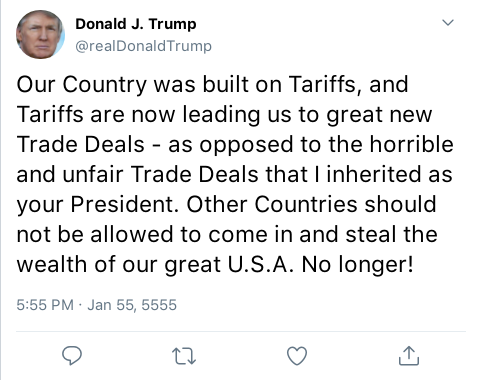 Donald J. Trump
@realDonaldTrump
Our Country was built on Tariffs, and
Tariffs are now leading us to great new
Trade Deals - as opposed to the horrible
and unfair Trade Deals that I inherited as
your President. Other Countries should
not be allowed to come in and steal the
wealth of our great U.S.A. No longer!
5:55 PM · Jan 55, 5555